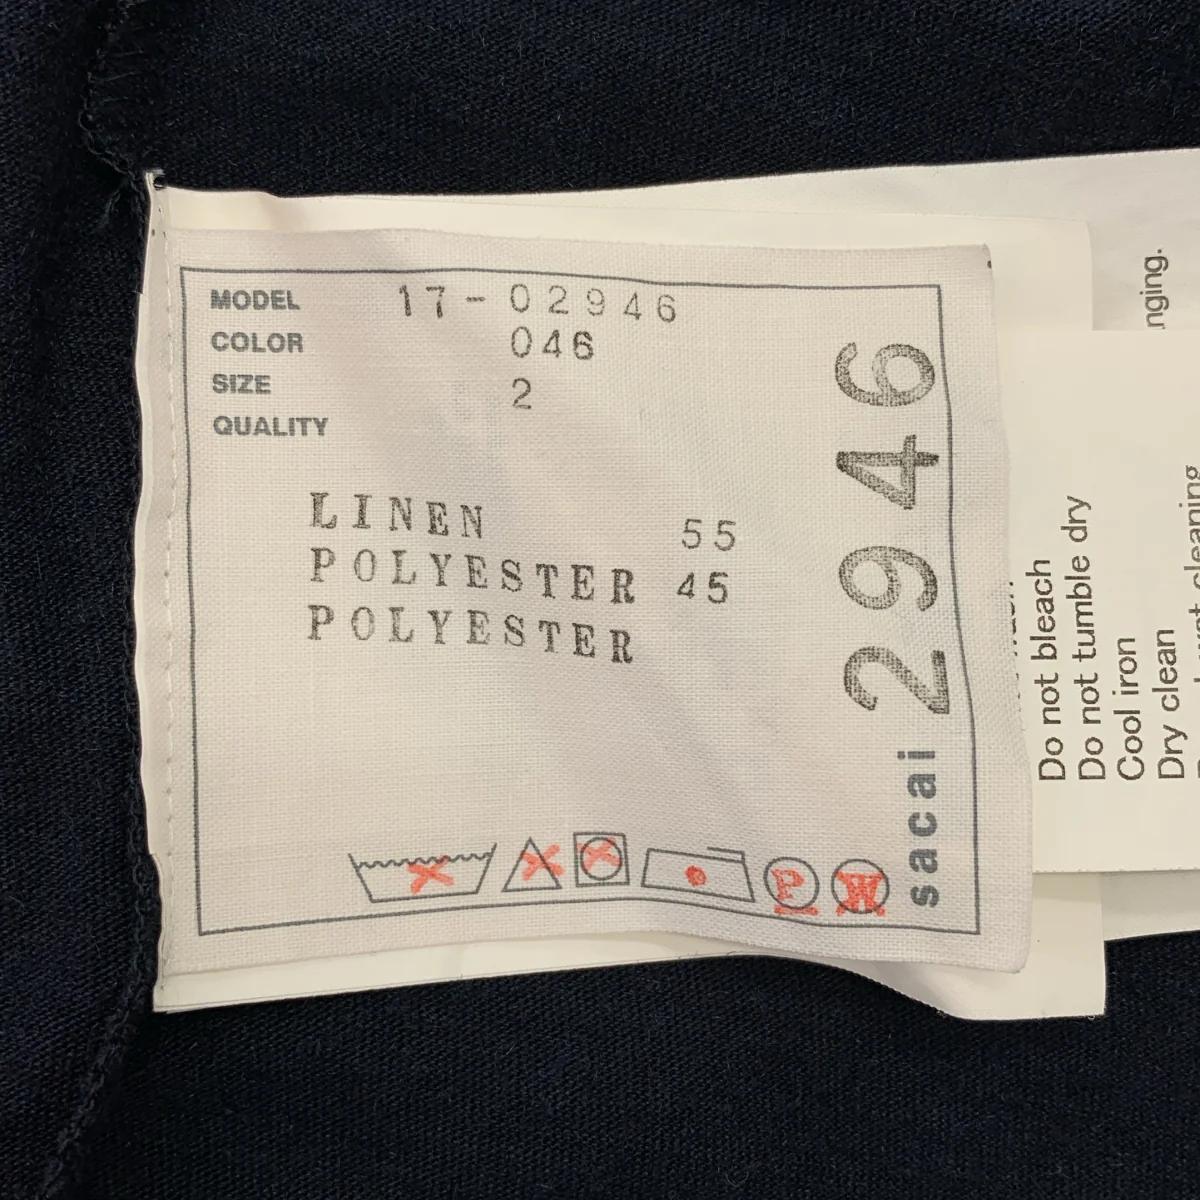 MODEL 17-02946
COLOR 046
SIZE 2
QUALITY
LINEN 55
POLYESTER 45
POLYESTER
P
W
sacai 2946
nging.
Do not bleach
Do not tumble dry
Cool iron
Dry clean
cleaning